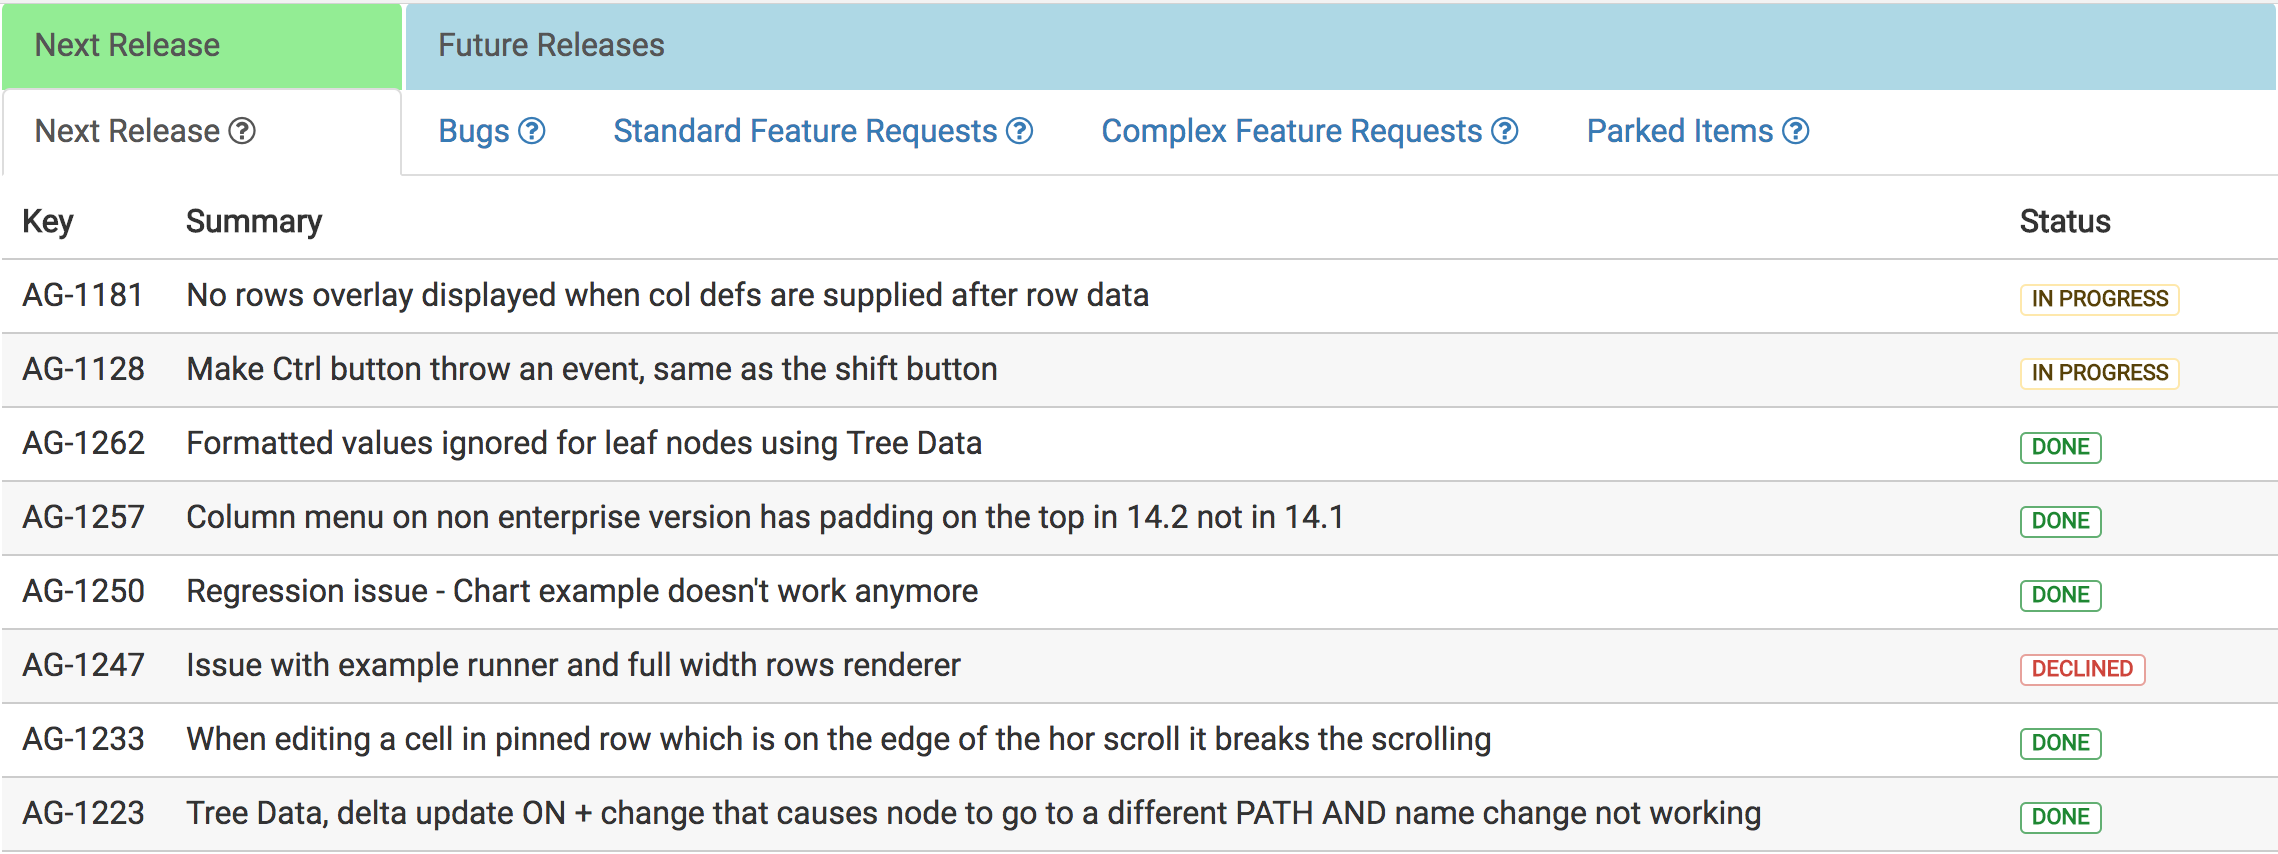 Next Release Future Releases
Next Release ? Bugs ? Standard Feature Requests ? Complex Feature Requests ? Parked Items ?
Key Summary Status
AG-1181 No rows overlay displayed when col defs are supplied after row data IN PROGRESS
AG-1128 Make Ctrl button throw an event, same as the shift button IN PROGRESS
AG-1262 Formatted values ignored for leaf nodes using Tree Data DONE
AG-1257 Column menu on non enterprise version has padding on the top in 14.2 not in 14.1 DONE
AG-1250 Regression issue - Chart example doesn't work anymore DONE
AG-1247 Issue with example runner and full width rows renderer DECLINED
AG-1233 When editing a cell in pinned row which is on the edge of the hor scroll it breaks the scrolling DONE
AG-1223 Tree Data, delta update ON + change that causes node to go to a different PATH AND name change not working DONE